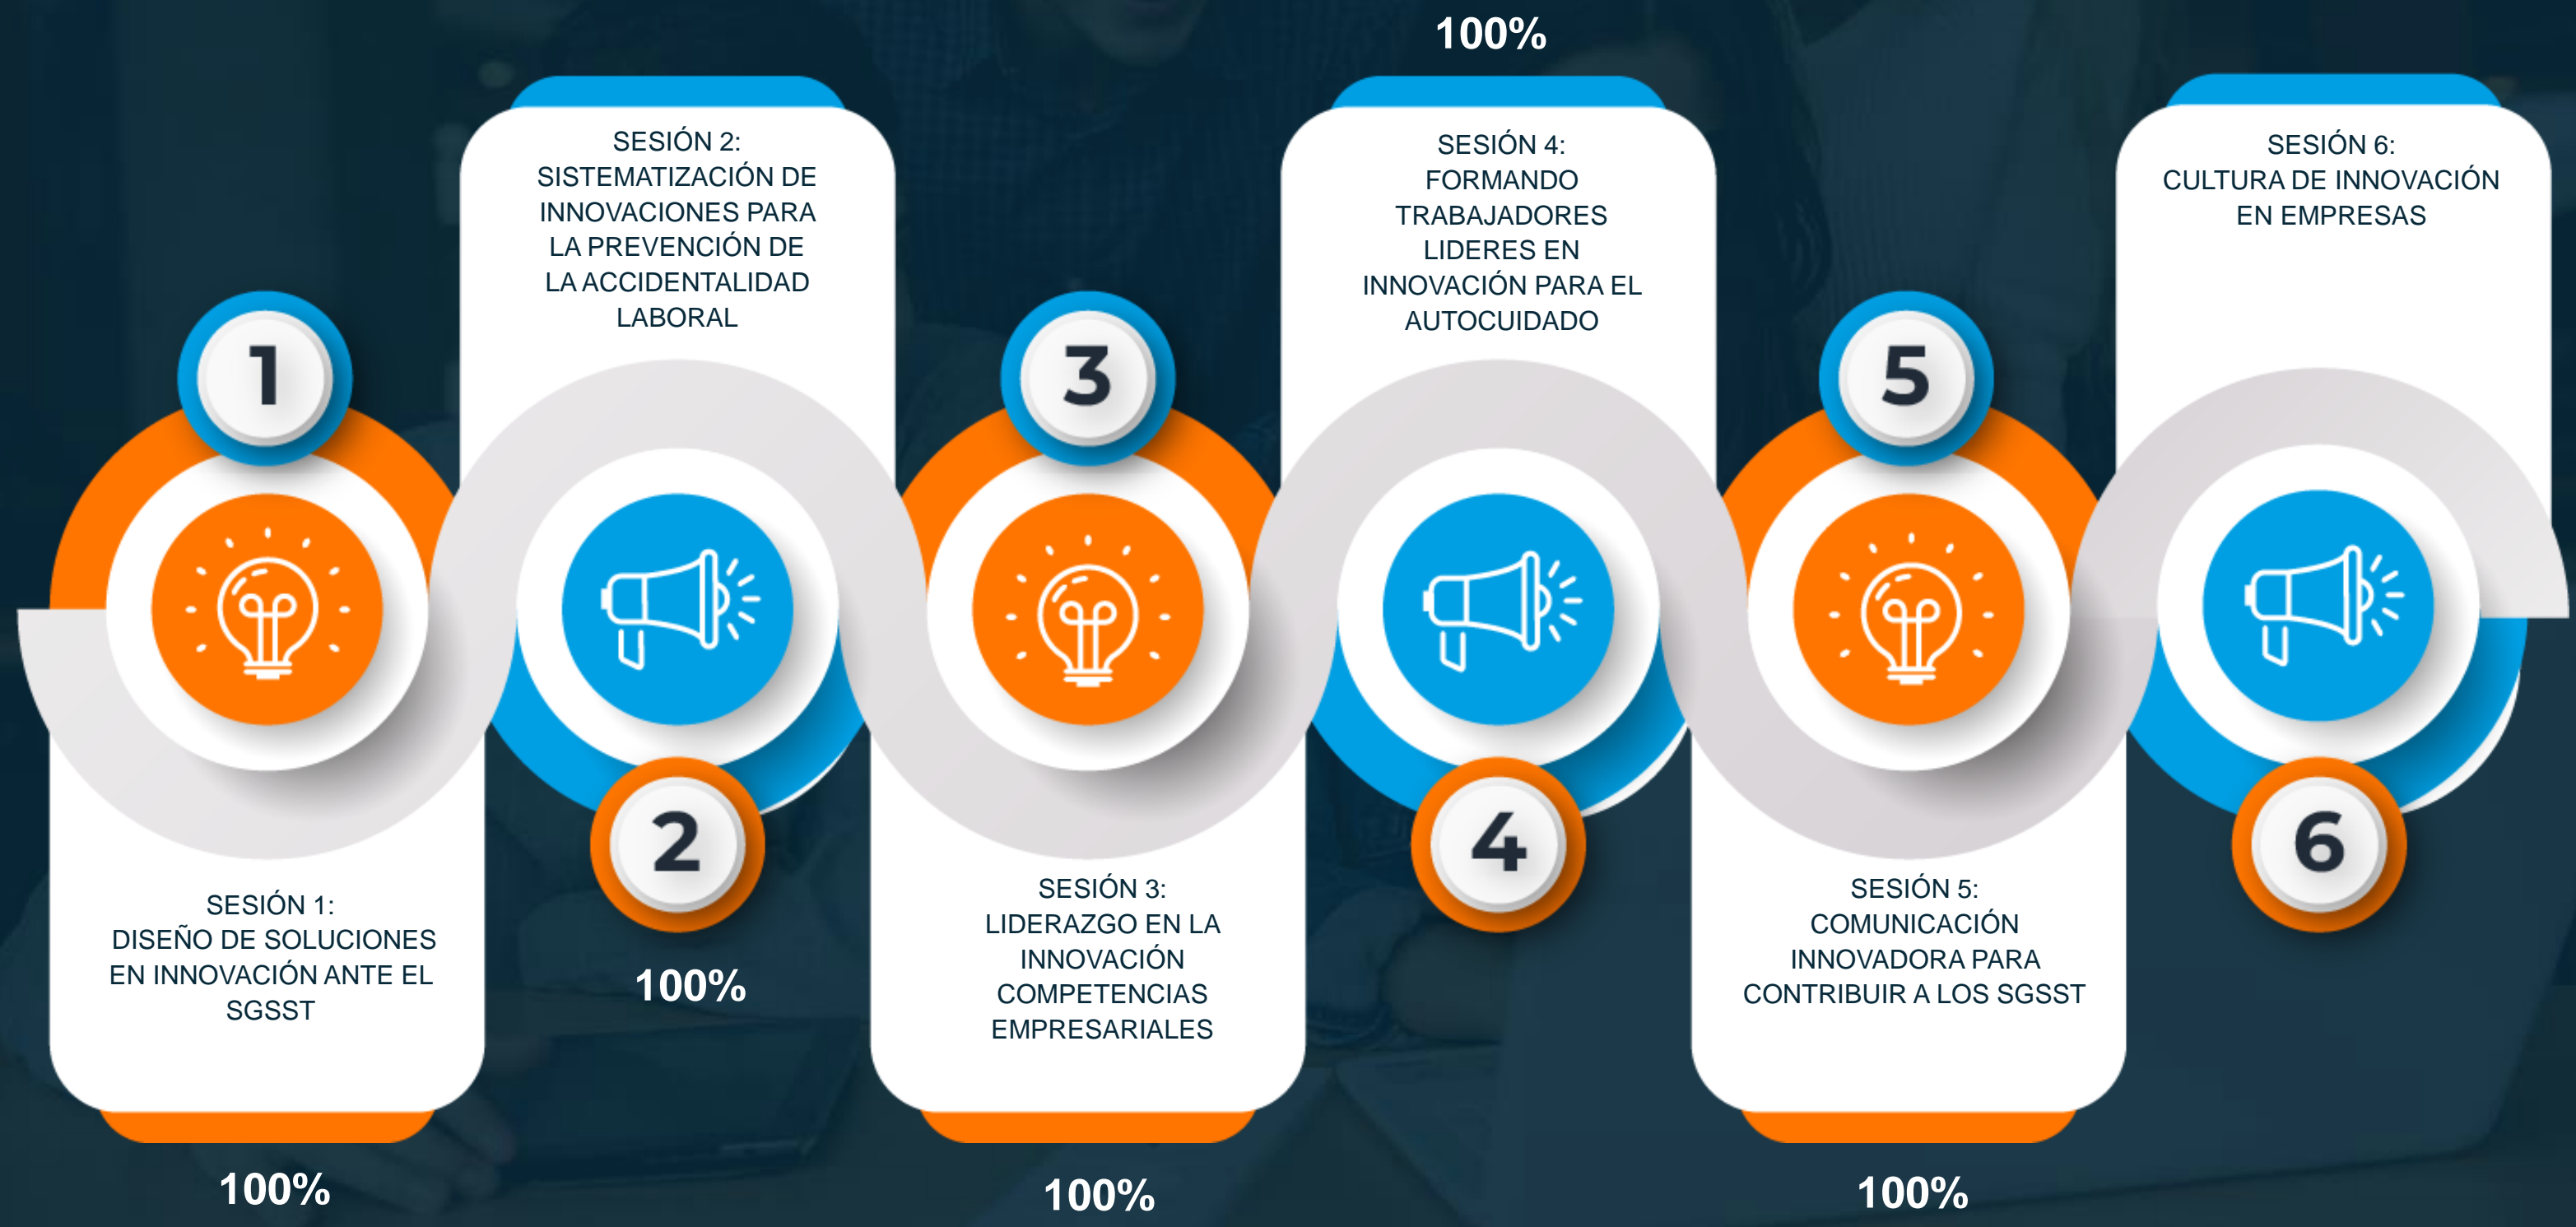 1
SESIÓN 1:
DISEÑO DE SOLUCIONES
EN INNOVACIÓN ANTE EL
SGSST
100%
SESIÓN 2:
SISTEMATIZACIÓN DE
INNOVACIONES PARA
LA PREVENCIÓN DE
LA ACCIDENTALIDAD
LABORAL
2
100%
3
SESIÓN 3:
LIDERAZGO EN LA
INNOVACIÓN
COMPETENCIAS
EMPRESARIALES
100%
100%
SESIÓN 4:
FORMANDO
TRABAJADORES
LIDERES EN
INNOVACIÓN PARA EL
AUTOCUIDADO
4
5
SESIÓN 5:
COMUNICACIÓN
INNOVADORA PARA
CONTRIBUIR A LOS SGSST
100%
SESIÓN 6:
CULTURA DE INNOVACIÓN
EN EMPRESAS
6